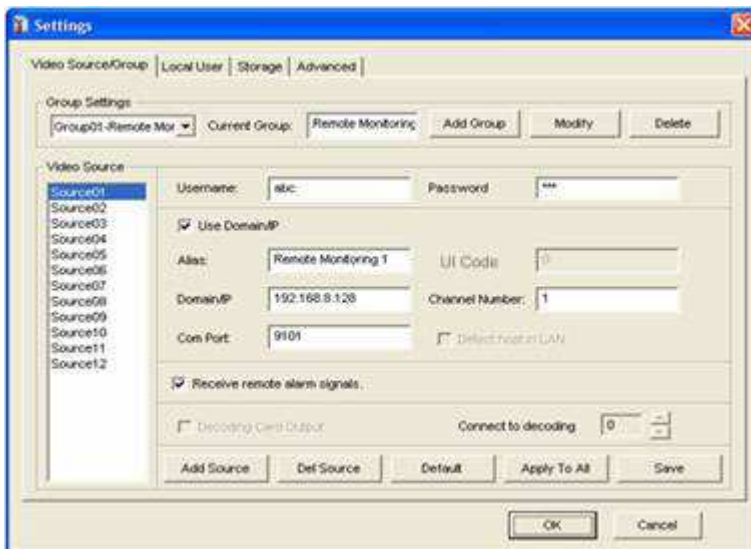 Settings
Video Source/Group Local User Storage Advanced
Group Settings
Group01-Remote Mor Current Group: Remote Monitoring Add Group Modify Delete
Video Source
Source01
Source02
Source03
Source04
Source05
Source06
Source07
Source08
Source09
Source10
Source11
Source12
Username: abc Password ***
Use Domain/IP
Alias: Remote Monitoring 1 UI Code 0
Domain/IP 192.168.8.128 Channel Number: 1
Com Port: 9101 Detect host in LAN
Receive remote alarm signals.
Decoding Card Output Connect to decoding 0
Add Source Del Source Default Apply To All Save
OK Cancel